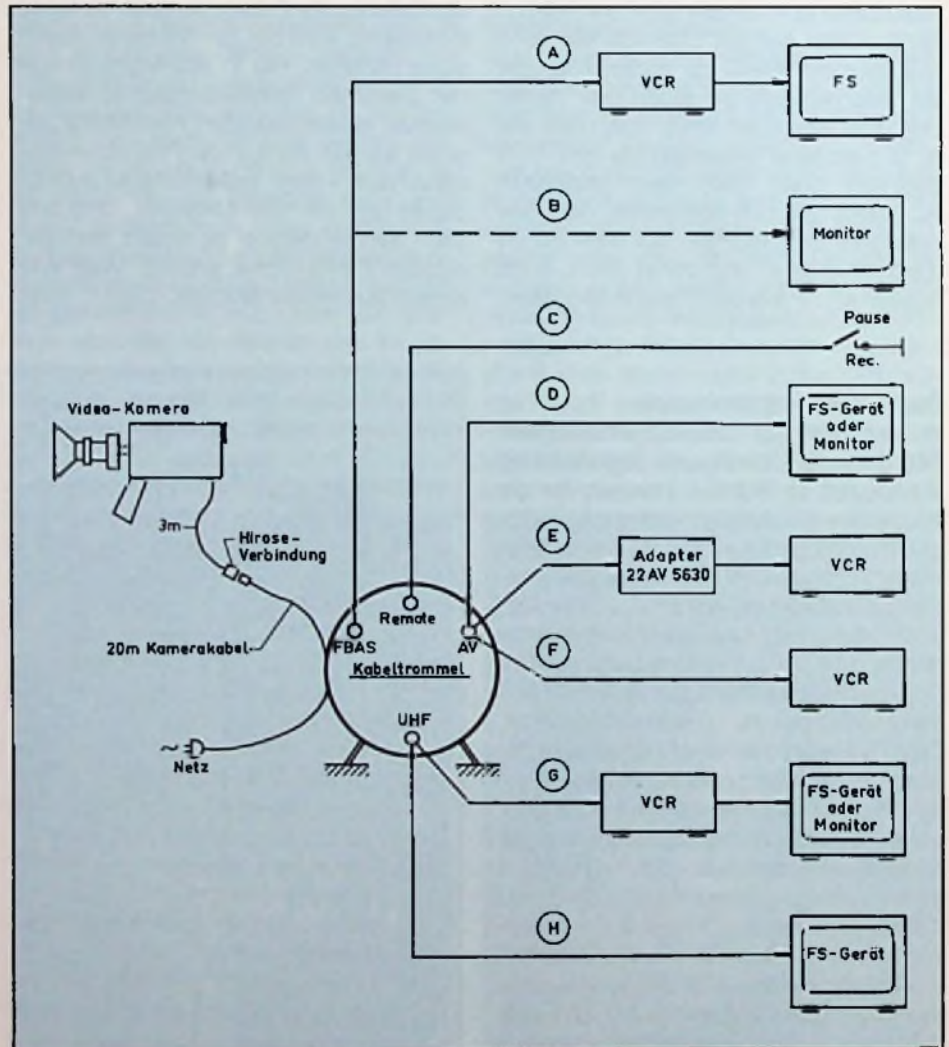 A
VCR
FS
B
Monitor
C
Pause
Rec.
D
FS-Gerät
oder
Monitor
Video-Kamera
3m
Hirose-
Verbindung
E
Adapter
22AV 5630
VCR
20m Kamerakabel
Remote
FBAS
AV
Kabeltrommel
F
VCR
UHF
~
Netz
G
VCR
FS-Gerät
oder
Monitor
H
FS-Gerät